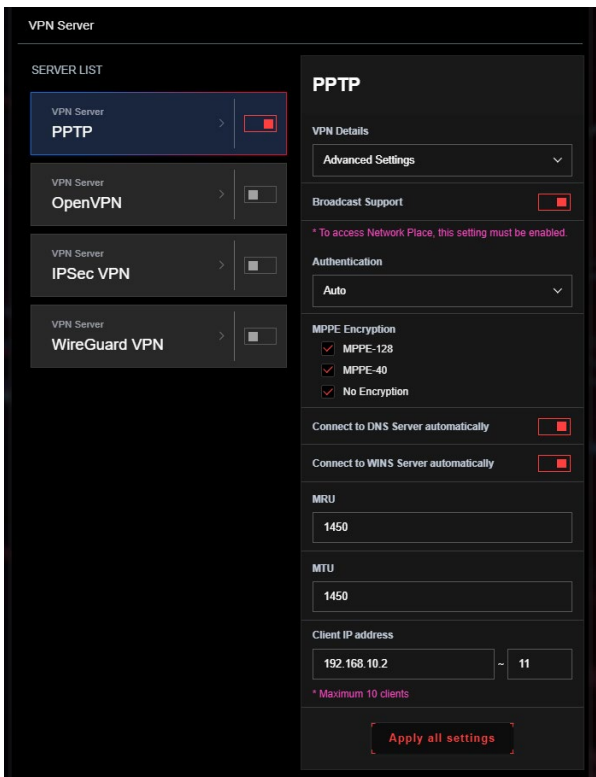 VPN Server
SERVER LIST
VPN Server
PPTP
VPN Server
OpenVPN
VPN Server
IPSec VPN
VPN Server
WireGuard VPN
PPTP
VPN Details
Advanced Settings
Broadcast Support
* To access Network Place, this setting must be enabled.
Authentication
Auto
MPPE Encryption
MPPE-128
MPPE-40
No Encryption
Connect to DNS Server automatically
Connect to WINS Server automatically
MRU
1450
MTU
1450
Client IP address
192.168.10.2 ~ 11
* Maximum 10 clients
Apply all settings